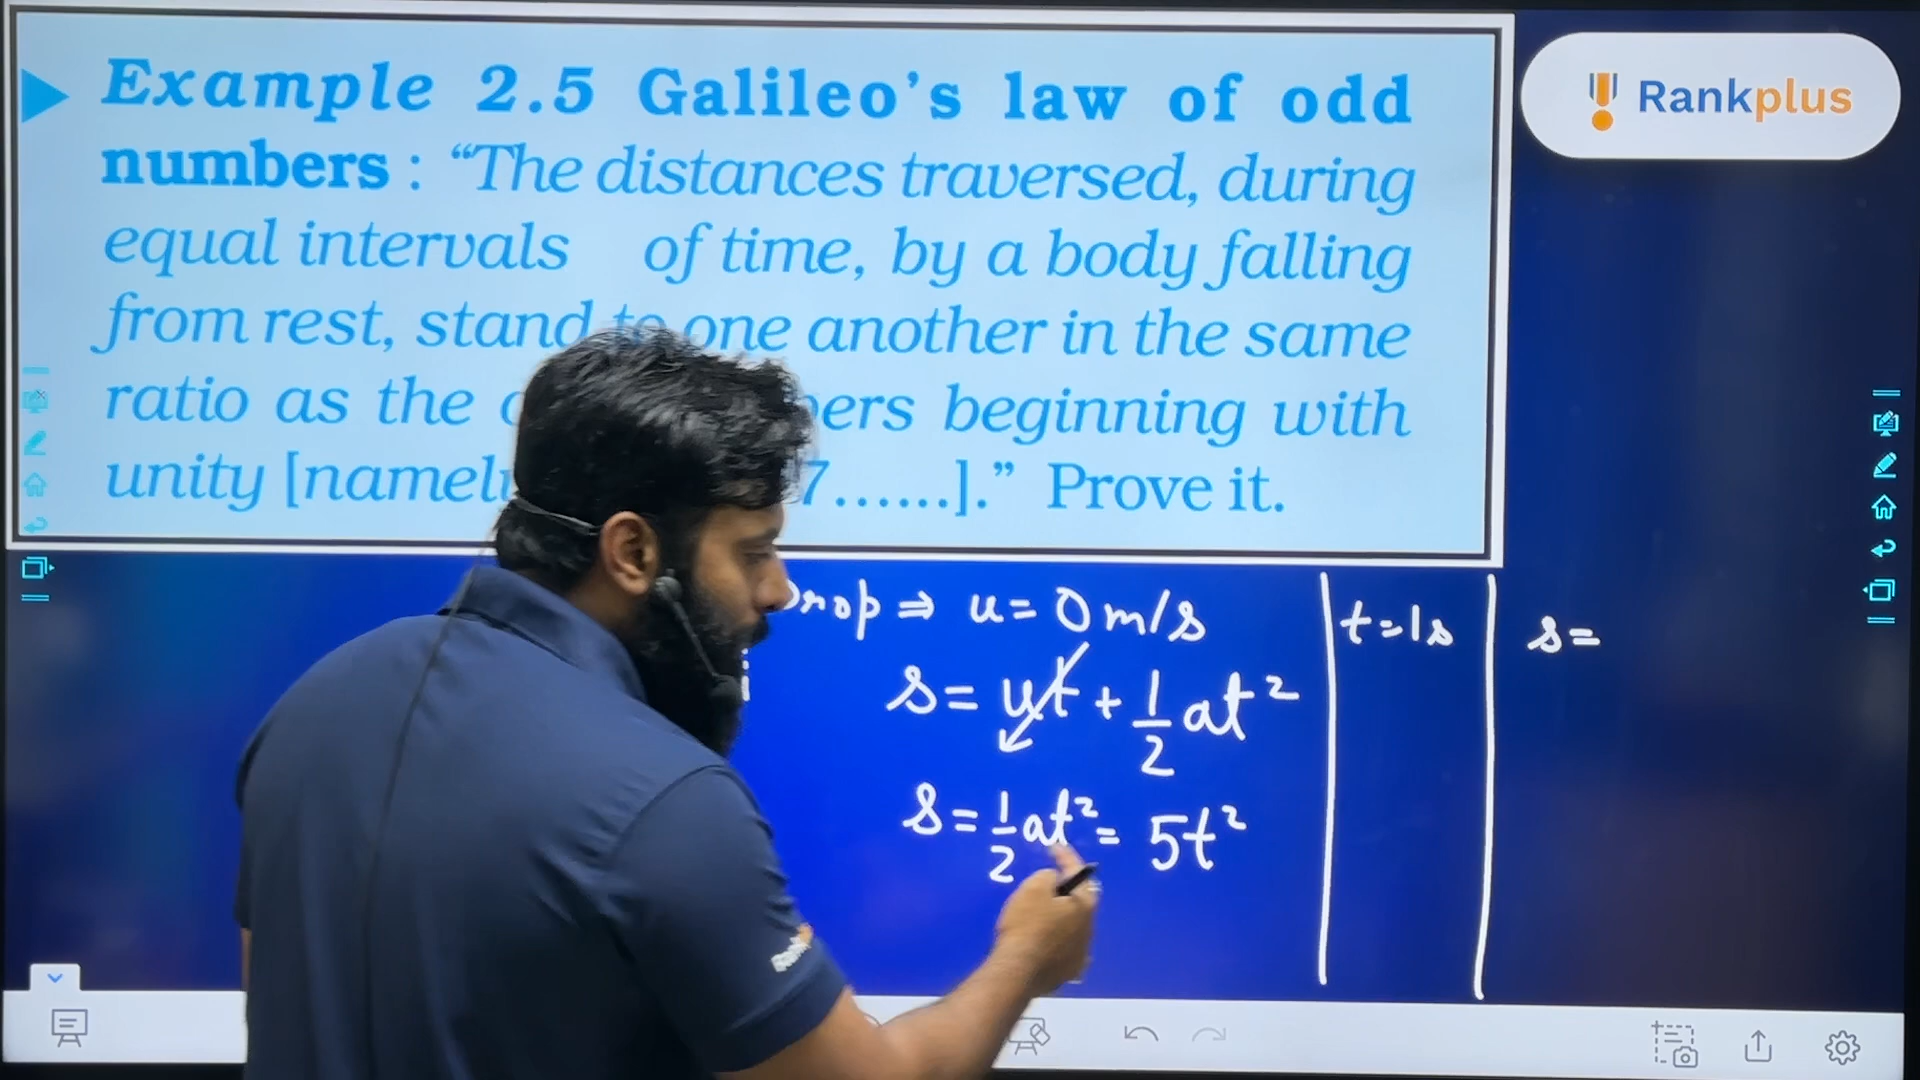 Example 2.5 Galileo's law of odd
numbers : “The distances traversed, during
equal intervals of time, by a body falling
from rest, stand to one another in the same
ratio as the beginning with
unity [namely 7......].” Prove it.
Rankplus
u = 0 m/s
s = ut + 1/2 at²
s = 1/2 at² = 5t²
t = 1s
s =